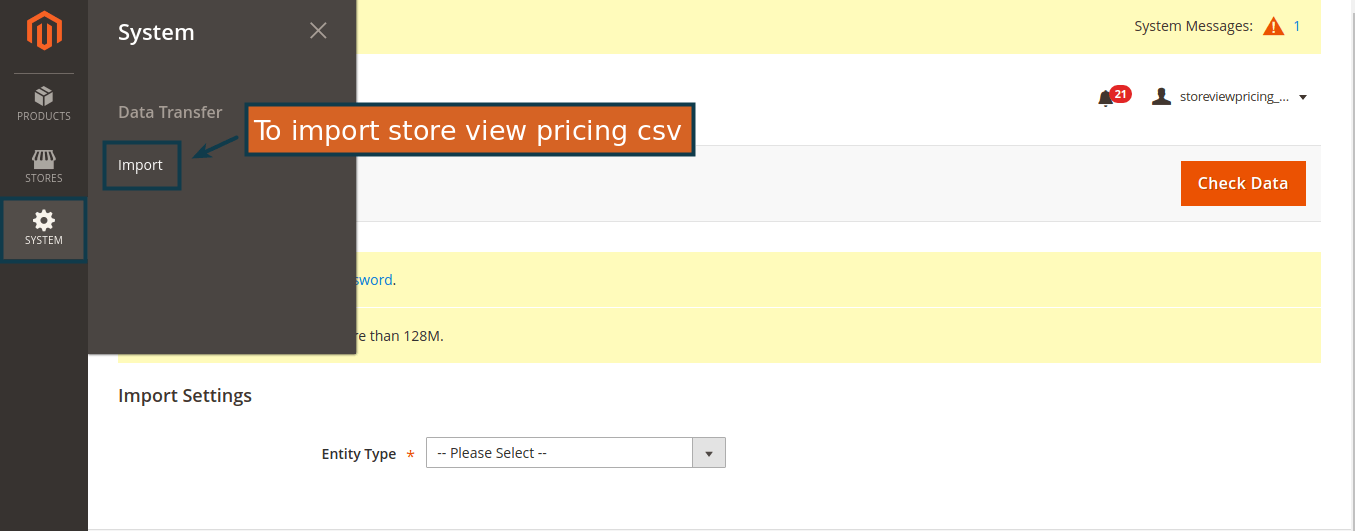 System
System Messages: 1
PRODUCTS
STORES
SYSTEM
Data Transfer
Import
To import store view pricing csv
21
storeviewpricing_...
Check Data
sword.
re than 128M.
Import Settings
Entity Type *
-- Please Select --